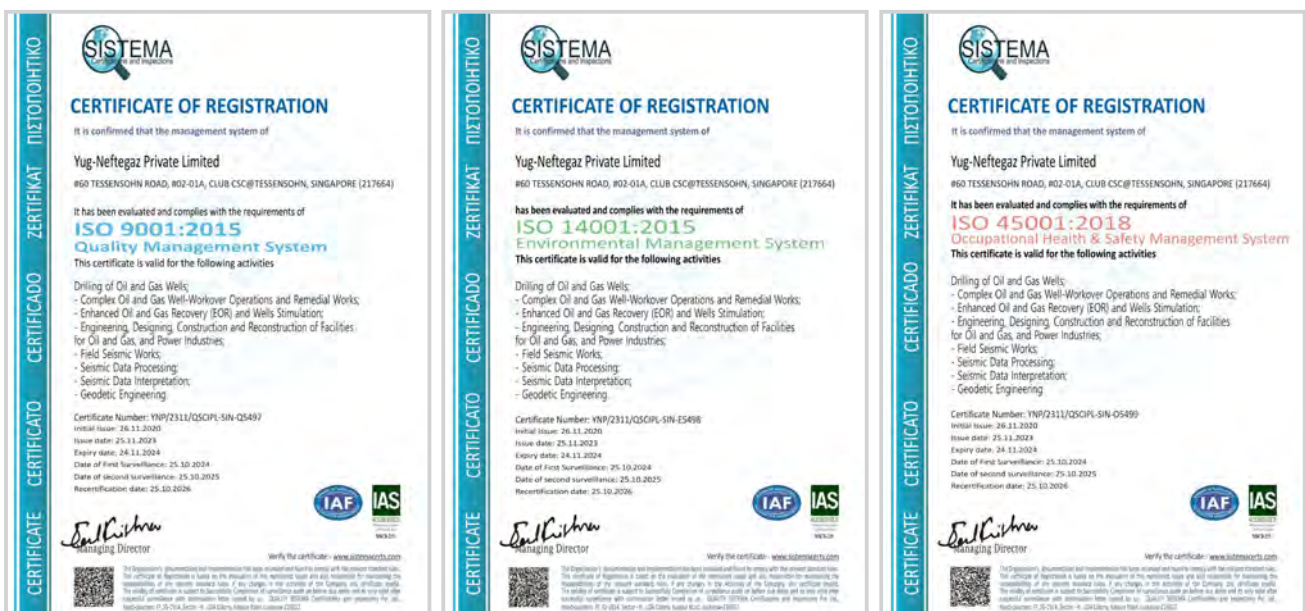 ΠΙΣΤΟΠΟΙΗΤΙΚΟ
ZERTIFIKAT
CERTIFICADO
CERTIFICATO
CERTIFICATE
SISTEMA
and Inspections
CERTIFICATE OF REGISTRATION
It is confirmed that the management system of
Yug-Neftegaz Private Limited
#60 TESSENSOHN ROAD, #02-01A, CLUB CSC@TESSENSOHN, SINGAPORE (217664)
It has been evaluated and complies with the requirements of
ISO 9001:2015
Quality Management System
This certificate is valid for the following activities
Drilling of Oil and Gas Wells;
- Complex Oil and Gas Well-Workover Operations and Remedial Works;
- Enhanced Oil and Gas Recovery (EOR) and Wells Stimulation;
- Engineering, Designing, Construction and Reconstruction of Facilities
for Oil and Gas, and Power Industries;
- Field Seismic Works;
- Seismic Data Processing;
- Seismic Data Interpretation;
- Geodetic Engineering
Certificate Number: YNP/2311/QSCIPL-SIN-Q5497
Initial Issue: 26.11.2020
Issue date: 25.11.2023
Expiry date: 24.11.2024
Date of First Surveillance: 25.10.2024
Date of second surveillance: 25.10.2025
Recertification date: 25.10.2026
IAF
IAS
Managing Director
Verify the certificate - www.sistemacerts.com
ΠΙΣΤΟΠΟΙΗΤΙΚΟ
ZERTIFIKAT
CERTIFICADO
CERTIFICATO
CERTIFICATE
SISTEMA
and Inspections
CERTIFICATE OF REGISTRATION
It is confirmed that the management system of
Yug-Neftegaz Private Limited
#60 TESSENSOHN ROAD, #02-01A, CLUB CSC@TESSENSOHN, SINGAPORE (217664)
has been evaluated and complies with the requirements of
ISO 14001:2015
Environmental Management System
This certificate is valid for the following activities
Drilling of Oil and Gas Wells;
- Complex Oil and Gas Well-Workover Operations and Remedial Works;
- Enhanced Oil and Gas Recovery (EOR) and Wells Stimulation;
- Engineering, Designing, Construction and Reconstruction of Facilities
for Oil and Gas, and Power Industries;
- Field Seismic Works;
- Seismic Data Processing;
- Seismic Data Interpretation;
- Geodetic Engineering
Certificate Number: YNP/2311/QSCIPL-SIN-E5498
Initial Issue: 26.11.2020
Issue date: 25.11.2023
Expiry date: 24.11.2024
Date of First Surveillance: 25.10.2024
Date of second surveillance: 25.10.2025
Recertification date: 25.10.2026
IAF
IAS
Managing Director
Verify the certificate - www.sistemacerts.com
ΠΙΣΤΟΠΟΙΗΤΙΚΟ
ZERTIFIKAT
CERTIFICADO
CERTIFICATO
CERTIFICATE
SISTEMA
and Inspections
CERTIFICATE OF REGISTRATION
It is confirmed that the management system of
Yug-Neftegaz Private Limited
#60 TESSENSOHN ROAD, #02-01A, CLUB CSC@TESSENSOHN, SINGAPORE (217664)
It has been evaluated and complies with the requirements of
ISO 45001:2018
Occupational Health & Safety Management System
This certificate is valid for the following activities
Drilling of Oil and Gas Wells;
- Complex Oil and Gas Well-Workover Operations and Remedial Works;
- Enhanced Oil and Gas Recovery (EOR) and Wells Stimulation;
- Engineering, Designing, Construction and Reconstruction of Facilities
for Oil and Gas, and Power Industries;
- Field Seismic Works;
- Seismic Data Processing;
- Seismic Data Interpretation;
- Geodetic Engineering
Certificate Number: YNP/2311/QSCIPL-SIN-O5499
Initial Issue: 26.11.2020
Issue date: 25.11.2023
Expiry date: 24.11.2024
Date of First Surveillance: 25.10.2024
Date of second surveillance: 25.10.2025
Recertification date: 25.10.2026
IAF
IAS
Managing Director
Verify the certificate - www.sistemacerts.com